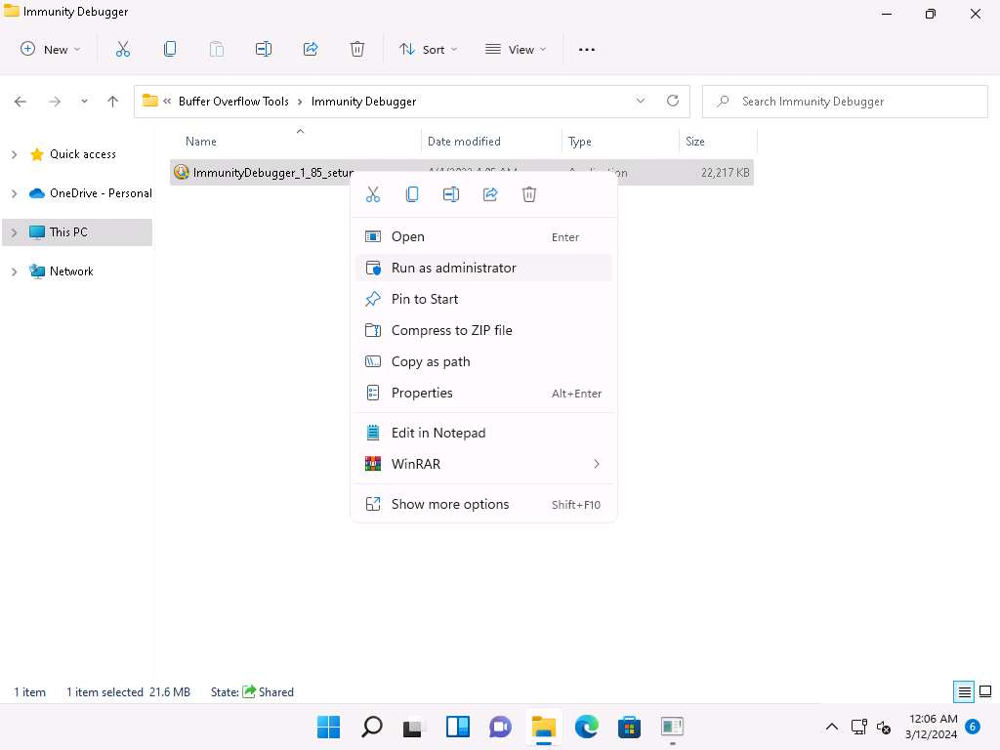 Immunity Debugger
New
Sort
View
« Buffer Overflow Tools › Immunity Debugger
Search Immunity Debugger
Name
Date modified
Type
Size
Quick access
OneDrive - Personal
This PC
Network
ImmunityDebugger_1_85_setup
Application
22,217 KB
Open Enter
Run as administrator
Pin to Start
Compress to ZIP file
Copy as path
Properties Alt+Enter
Edit in Notepad
WinRAR
Show more options Shift+F10
1 item 1 item selected 21.6 MB State: Shared
12:06 AM
3/12/2024
6